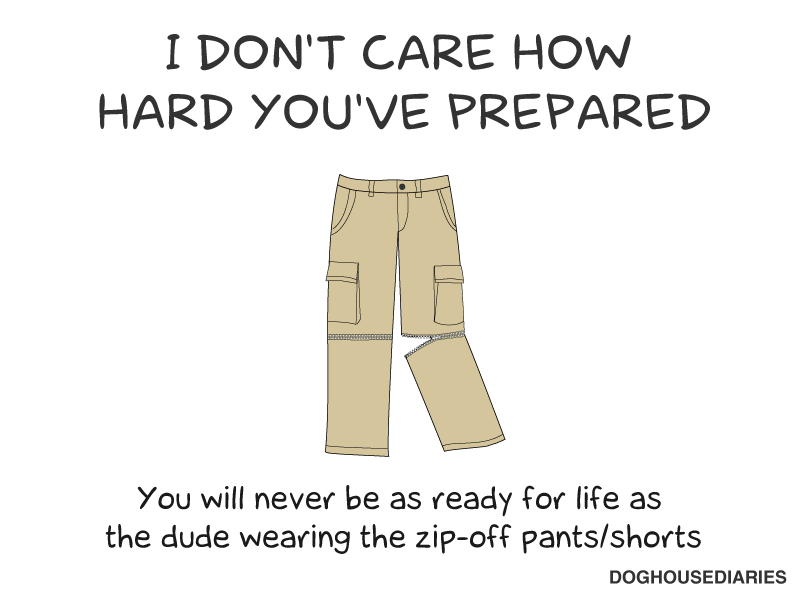 I DON'T CARE HOW
HARD YOU'VE PREPARED
You will never be as ready for life as
the dude wearing the zip-off pants/shorts
DOGHOUSEDIARIES